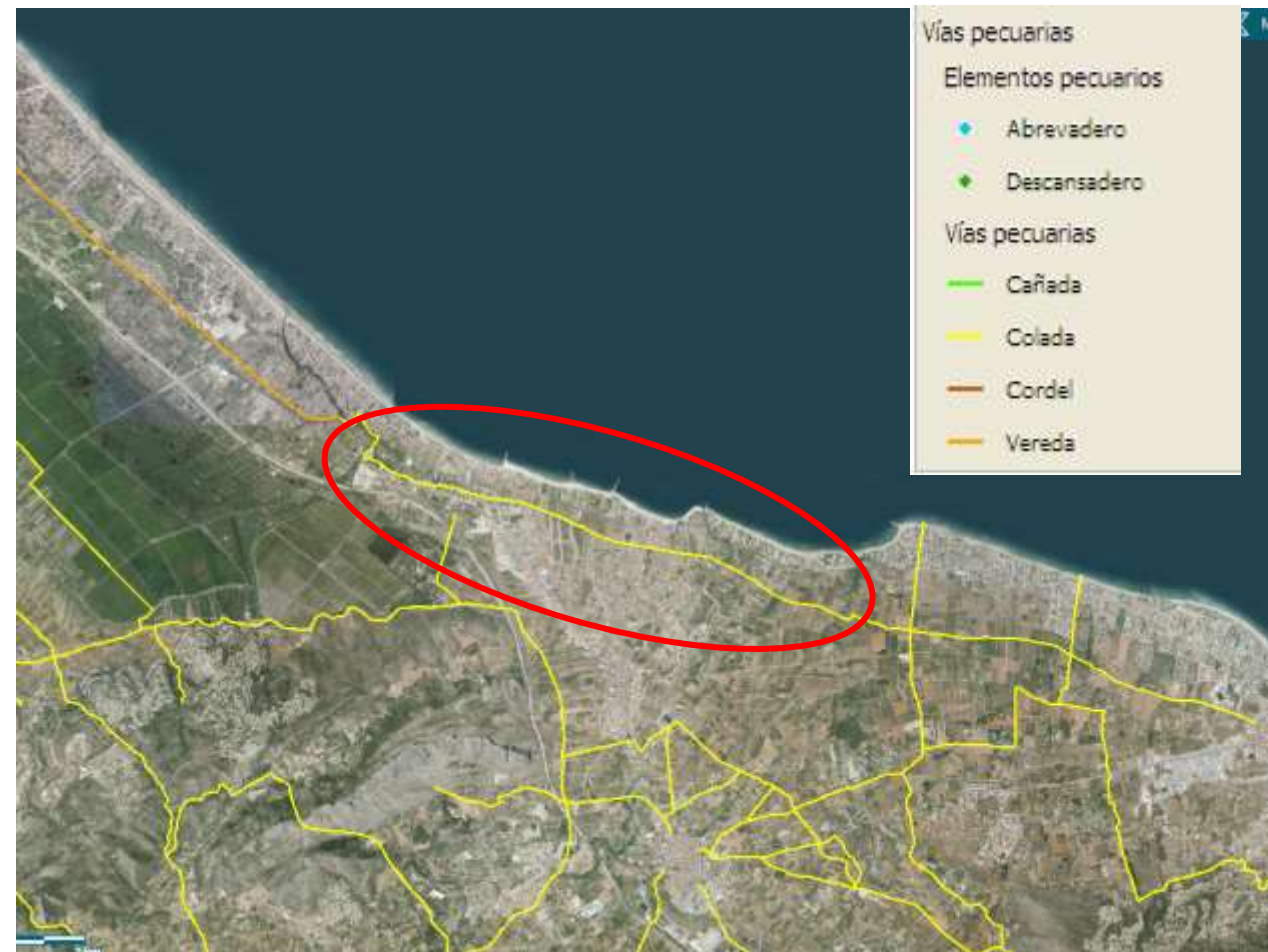 Vías pecuarias
Elementos pecuarios
Abrevadero
Descansadero
Vías pecuarias
Cañada
Colada
Cordel
Vereda